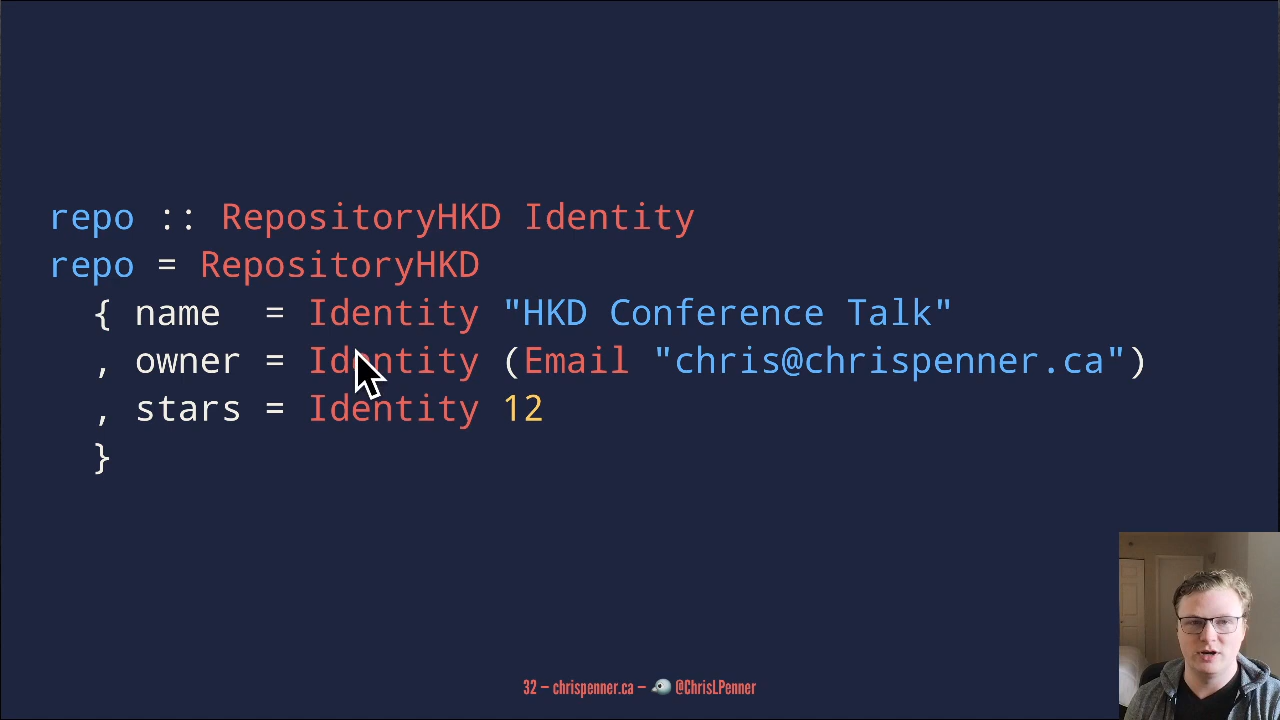 repo :: RepositoryHKD Identity
repo = RepositoryHKD
{ name = Identity "HKD Conference Talk"
, owner = Identity (Email "chris@chrispenner.ca")
, stars = Identity 12
}
32 – chrispenner.ca – @ChrisLPenner